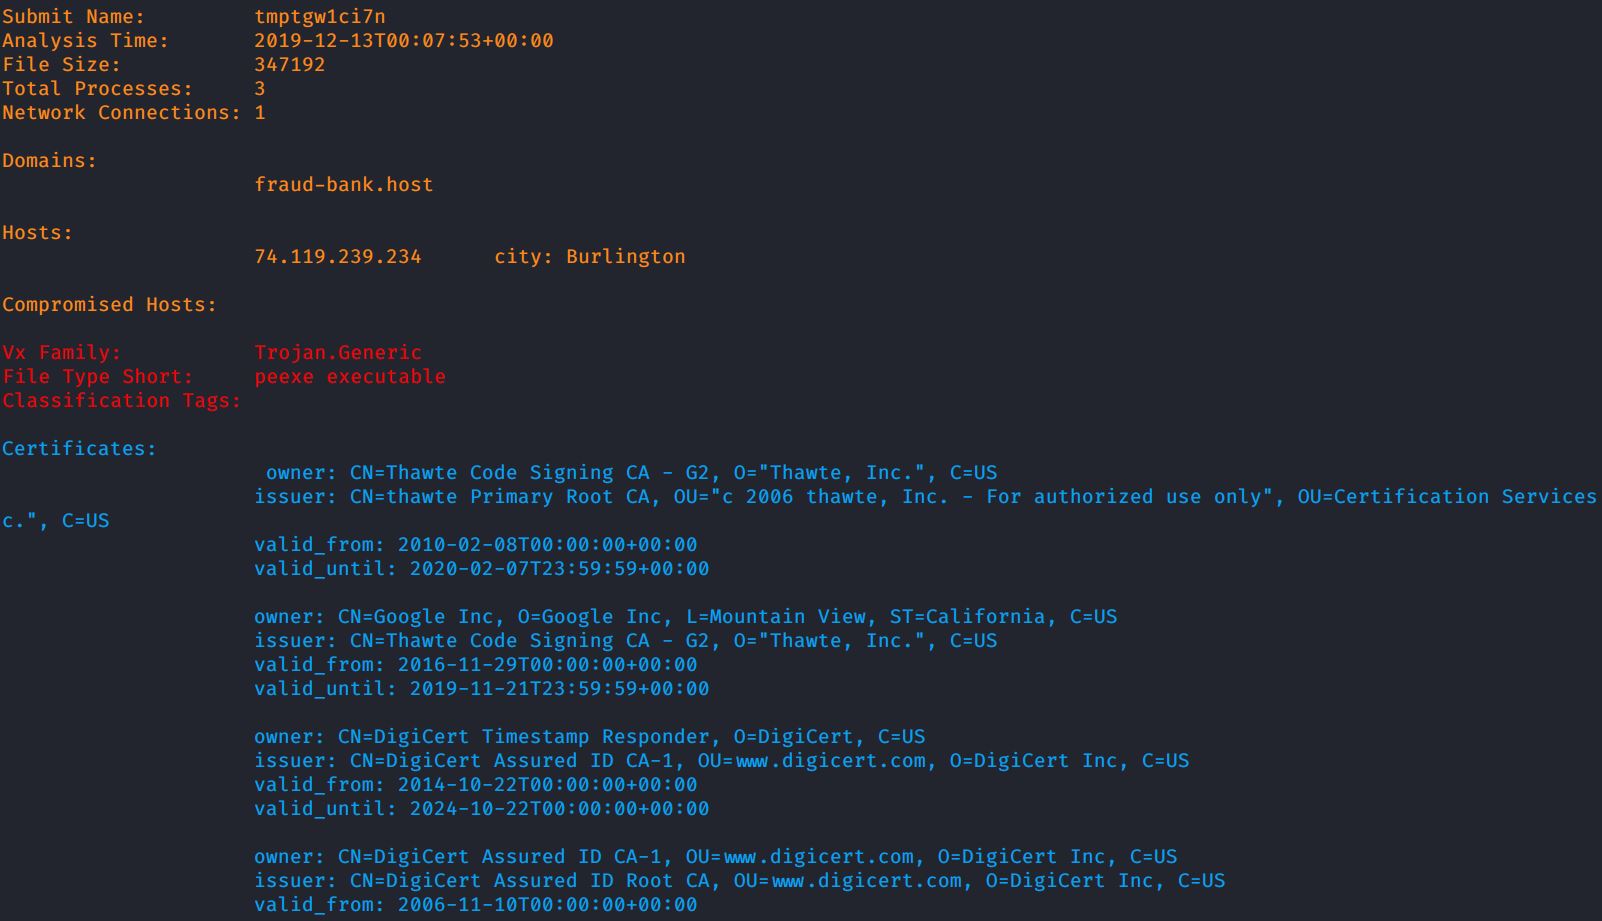 Submit Name: tmptgw1ci7n
Analysis Time: 2019-12-13T00:07:53+00:00
File Size: 347192
Total Processes: 3
Network Connections: 1
Domains:
fraud-bank.host
Hosts:
74.119.239.234 city: Burlington
Compromised Hosts:
Vx Family: Trojan.Generic
File Type Short: peexe executable
Classification Tags:
Certificates:
owner: CN=Thawte Code Signing CA - G2, O="Thawte, Inc.", C=US
issuer: CN=thawte Primary Root CA, OU="c 2006 thawte, Inc. - For authorized use only", OU=Certification Services
c.", C=US
valid_from: 2010-02-08T00:00:00+00:00
valid_until: 2020-02-07T23:59:59+00:00
owner: CN=Google Inc, O=Google Inc, L=Mountain View, ST=California, C=US
issuer: CN=Thawte Code Signing CA - G2, O="Thawte, Inc.", C=US
valid_from: 2016-11-29T00:00:00+00:00
valid_until: 2019-11-21T23:59:59+00:00
owner: CN=DigiCert Timestamp Responder, O=DigiCert, C=US
issuer: CN=DigiCert Assured ID CA-1, OU=www.digicert.com, O=DigiCert Inc, C=US
valid_from: 2014-10-22T00:00:00+00:00
valid_until: 2024-10-22T00:00:00+00:00
owner: CN=DigiCert Assured ID CA-1, OU=www.digicert.com, O=DigiCert Inc, C=US
issuer: CN=DigiCert Assured ID Root CA, OU=www.digicert.com, O=DigiCert Inc, C=US
valid_from: 2006-11-10T00:00:00+00:00